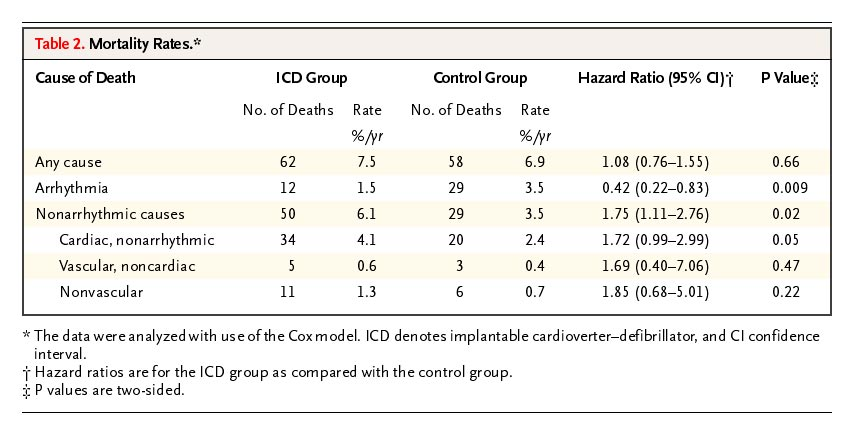 Table 2. Mortality Rates.*
Cause of Death ICD Group Control Group Hazard Ratio (95% CI)† P Value‡
No. of Deaths Rate No. of Deaths Rate
%/yr %/yr
Any cause 62 7.5 58 6.9 1.08 (0.76–1.55) 0.66
Arrhythmia 12 1.5 29 3.5 0.42 (0.22–0.83) 0.009
Nonarrhythmic causes 50 6.1 29 3.5 1.75 (1.11–2.76) 0.02
Cardiac, nonarrhythmic 34 4.1 20 2.4 1.72 (0.99–2.99) 0.05
Vascular, noncardiac 5 0.6 3 0.4 1.69 (0.40–7.06) 0.47
Nonvascular 11 1.3 6 0.7 1.85 (0.68–5.01) 0.22
* The data were analyzed with use of the Cox model. ICD denotes implantable cardioverter–defibrillator, and CI confidence
interval.
† Hazard ratios are for the ICD group as compared with the control group.
‡ P values are two-sided.